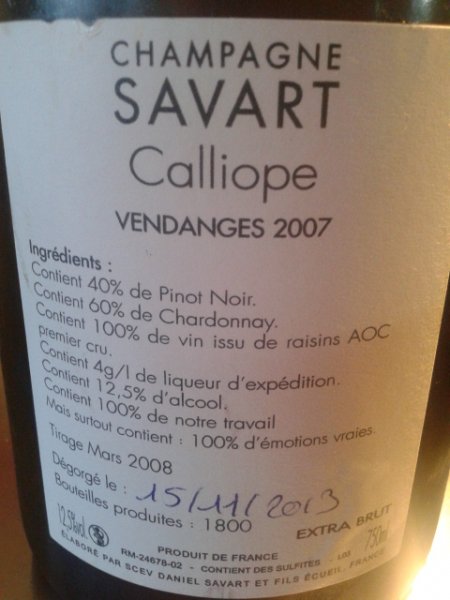 CHAMPAGNE
SAVART
Calliope
VENDANGES 2007
Ingrédients :
Contient 40% de Pinot Noir.
Contient 60% de Chardonnay.
Contient 100% de vin issu de raisins AOC
premier cru.
Contient 4g/l de liqueur d'expédition.
Contient 12,5% d'alcool.
Contient 100% de notre travail
Mais surtout contient : 100% d'émotions vraies.
Tirage Mars 2008
Dégorgé le : 15/11/2013
Bouteilles produites : 1800
EXTRA BRUT
12,5%vol
PRODUIT DE FRANCE
750ml
RM-24678-02 - CONTIENT DES SULFITES L03
ÉLABORÉ PAR SCEV DANIEL SAVART ET FILS ÉCUEIL, FRANCE